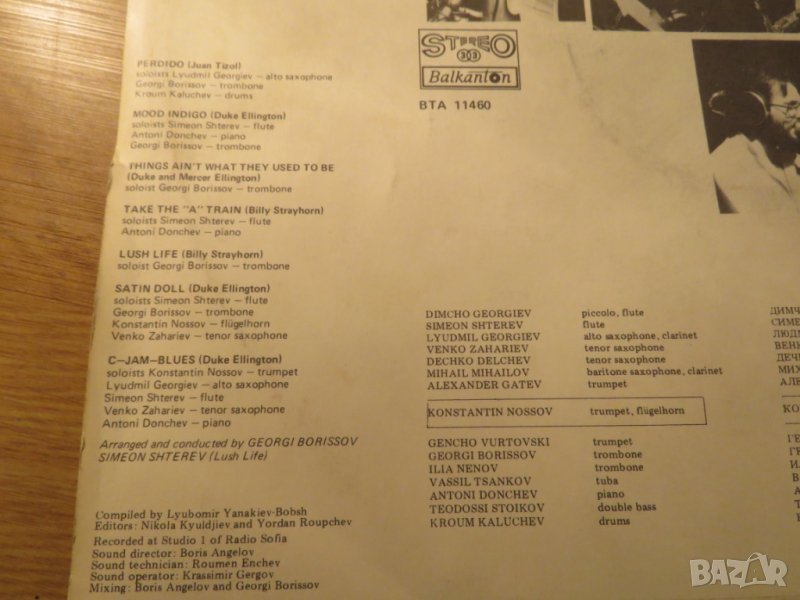 PERDIDO (Juan Tizol)
soloists Lyudmil Georgiev – alto saxophone
Georgi Borissov – trombone
Kroum Kaluchev – drums
MOOD INDIGO (Duke Ellington)
soloists Simeon Shterev – flute
Antoni Donchev – piano
Georgi Borissov – trombone
THINGS AIN'T WHAT THEY USED TO BE
(Duke and Mercer Ellington)
soloist Georgi Borissov – trombone
TAKE THE "A" TRAIN (Billy Strayhorn)
soloists Simeon Shterev – flute
Antoni Donchev – piano
LUSH LIFE (Billy Strayhorn)
soloist Georgi Borissov – trombone
SATIN DOLL (Duke Ellington)
soloists Simeon Shterev – flute
Georgi Borissov – trombone
Konstantin Nossov – flügelhorn
Venko Zahariev – tenor saxophone
C–JAM–BLUES (Duke Ellington)
soloists Konstantin Nossov – trumpet
Lyudmil Georgiev – alto saxophone
Simeon Shterev – flute
Venko Zahariev – tenor saxophone
Antoni Donchev – piano
Arranged and conducted by GEORGI BORISSOV
SIMEON SHTEREV (Lush Life)
Compiled by Lyubomir Yanakiev-Bobsh
Editors: Nikola Kyuldjiev and Yordan Roupchev
Recorded at Studio 1 of Radio Sofia
Sound director: Boris Angelov
Sound technician: Roumen Enchev
Sound operator: Krassimir Gergov
Mixing: Boris Angelov and Georgi Borissov
STEREO
Balkanton
BTA 11460
DIMCHO GEORGIEV piccolo, flute
SIMEON SHTEREV flute
LYUDMIL GEORGIEV alto saxophone, clarinet
VENKO ZAHARIEV tenor saxophone
DECHKO DELCHEV tenor saxophone
MIHAIL MIHAILOV baritone saxophone, clarinet
ALEXANDER GATEV trumpet
KONSTANTIN NOSSOV trumpet, flügelhorn
GENCHO VURTOVSKI trumpet
GEORGI BORISSOV trombone
ILIA NENOV trombone
VASSIL TSANKOV tuba
ANTONI DONCHEV piano
TEODOSSI STOIKOV double bass
KROUM KALUCHEV drums
BAZAR.bg